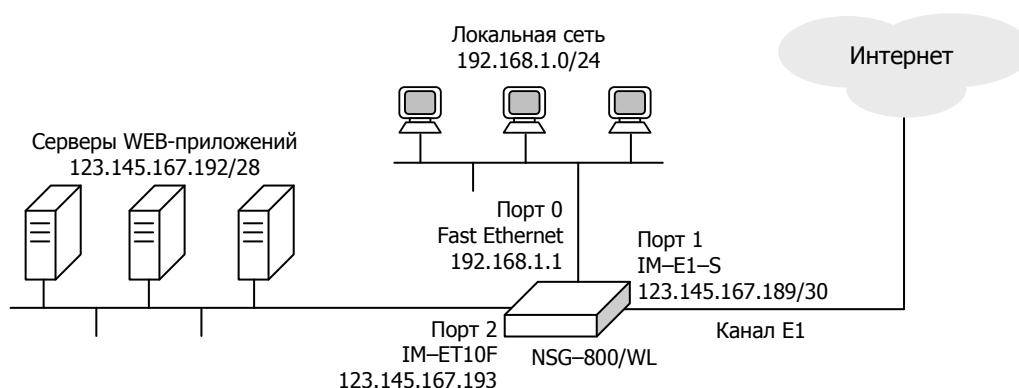 Локальная сеть
192.168.1.0/24
Интернет
Серверы WEB-приложений
123.145.167.192/28
Порт 0
Fast Ethernet
192.168.1.1
Порт 1
IM–E1–S
123.145.167.189/30
Канал E1
Порт 2
IM–ET10F
123.145.167.193
NSG–800/WL